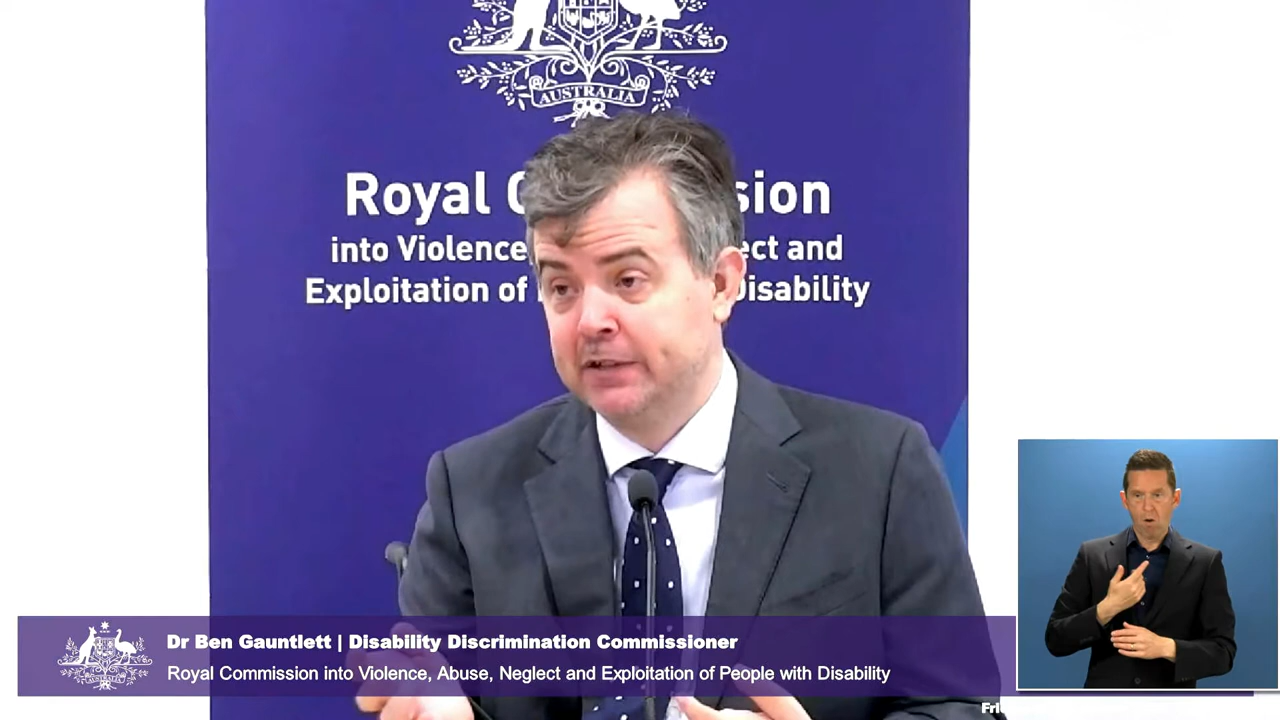 AUSTRALIA
Royal C sion
into Violence ect and
Exploitation of Disability
Dr Ben Gauntlett | Disability Discrimination Commissioner
Royal Commission into Violence, Abuse, Neglect and Exploitation of People with Disability
Fri